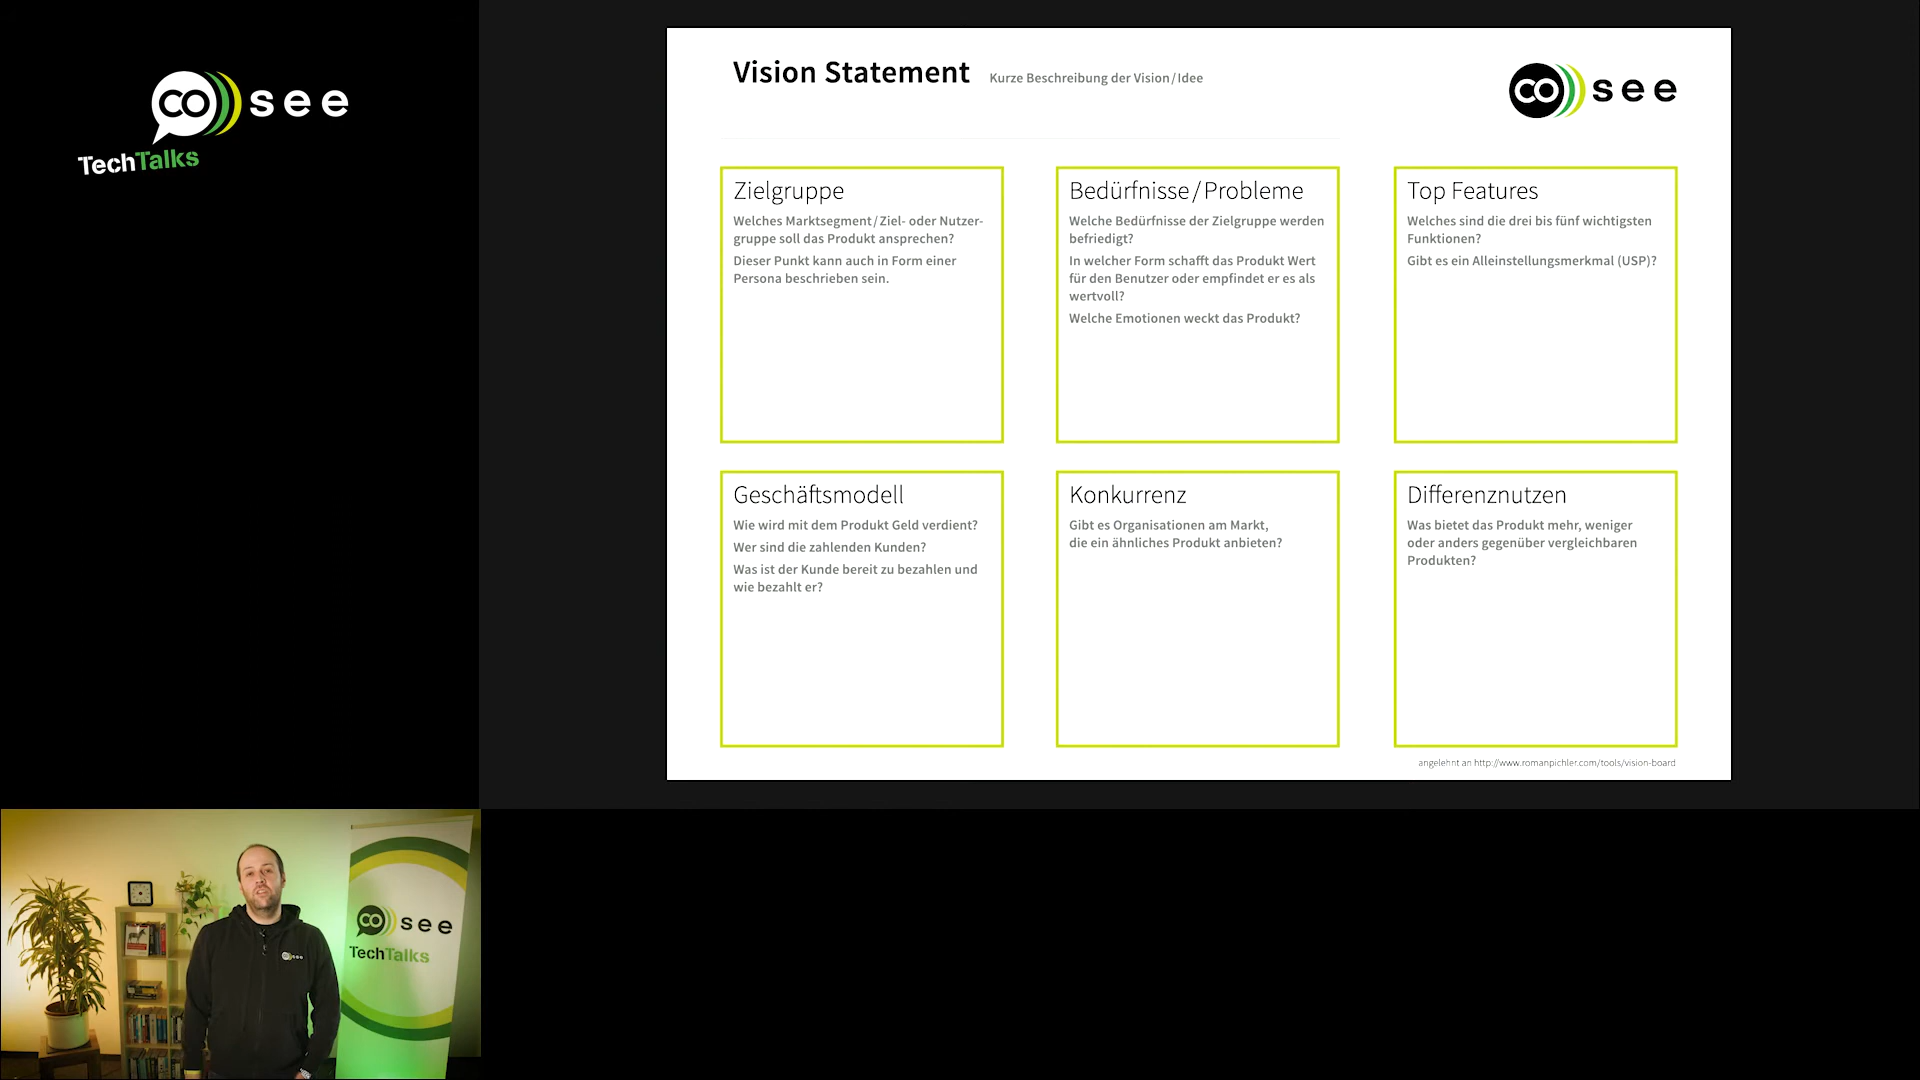 co see
TechTalks
Vision Statement Kurze Beschreibung der Vision/Idee
co see
Zielgruppe
Welches Marktsegment/Ziel- oder Nutzer-
gruppe soll das Produkt ansprechen?
Dieser Punkt kann auch in Form einer
Persona beschrieben sein.
Bedürfnisse/Probleme
Welche Bedürfnisse der Zielgruppe werden
befriedigt?
In welcher Form schafft das Produkt Wert
für den Benutzer oder empfindet er es als
wertvoll?
Welche Emotionen weckt das Produkt?
Top Features
Welches sind die drei bis fünf wichtigsten
Funktionen?
Gibt es ein Alleinstellungsmerkmal (USP)?
Geschäftsmodell
Wie wird mit dem Produkt Geld verdient?
Wer sind die zahlenden Kunden?
Was ist der Kunde bereit zu bezahlen und
wie bezahlt er?
Konkurrenz
Gibt es Organisationen am Markt,
die ein ähnliches Produkt anbieten?
Differenznutzen
Was bietet das Produkt mehr, weniger
oder anders gegenüber vergleichbaren
Produkten?
angelehnt an http://www.romanpichler.com/tools/vision-board
co see
TechTalks
co see